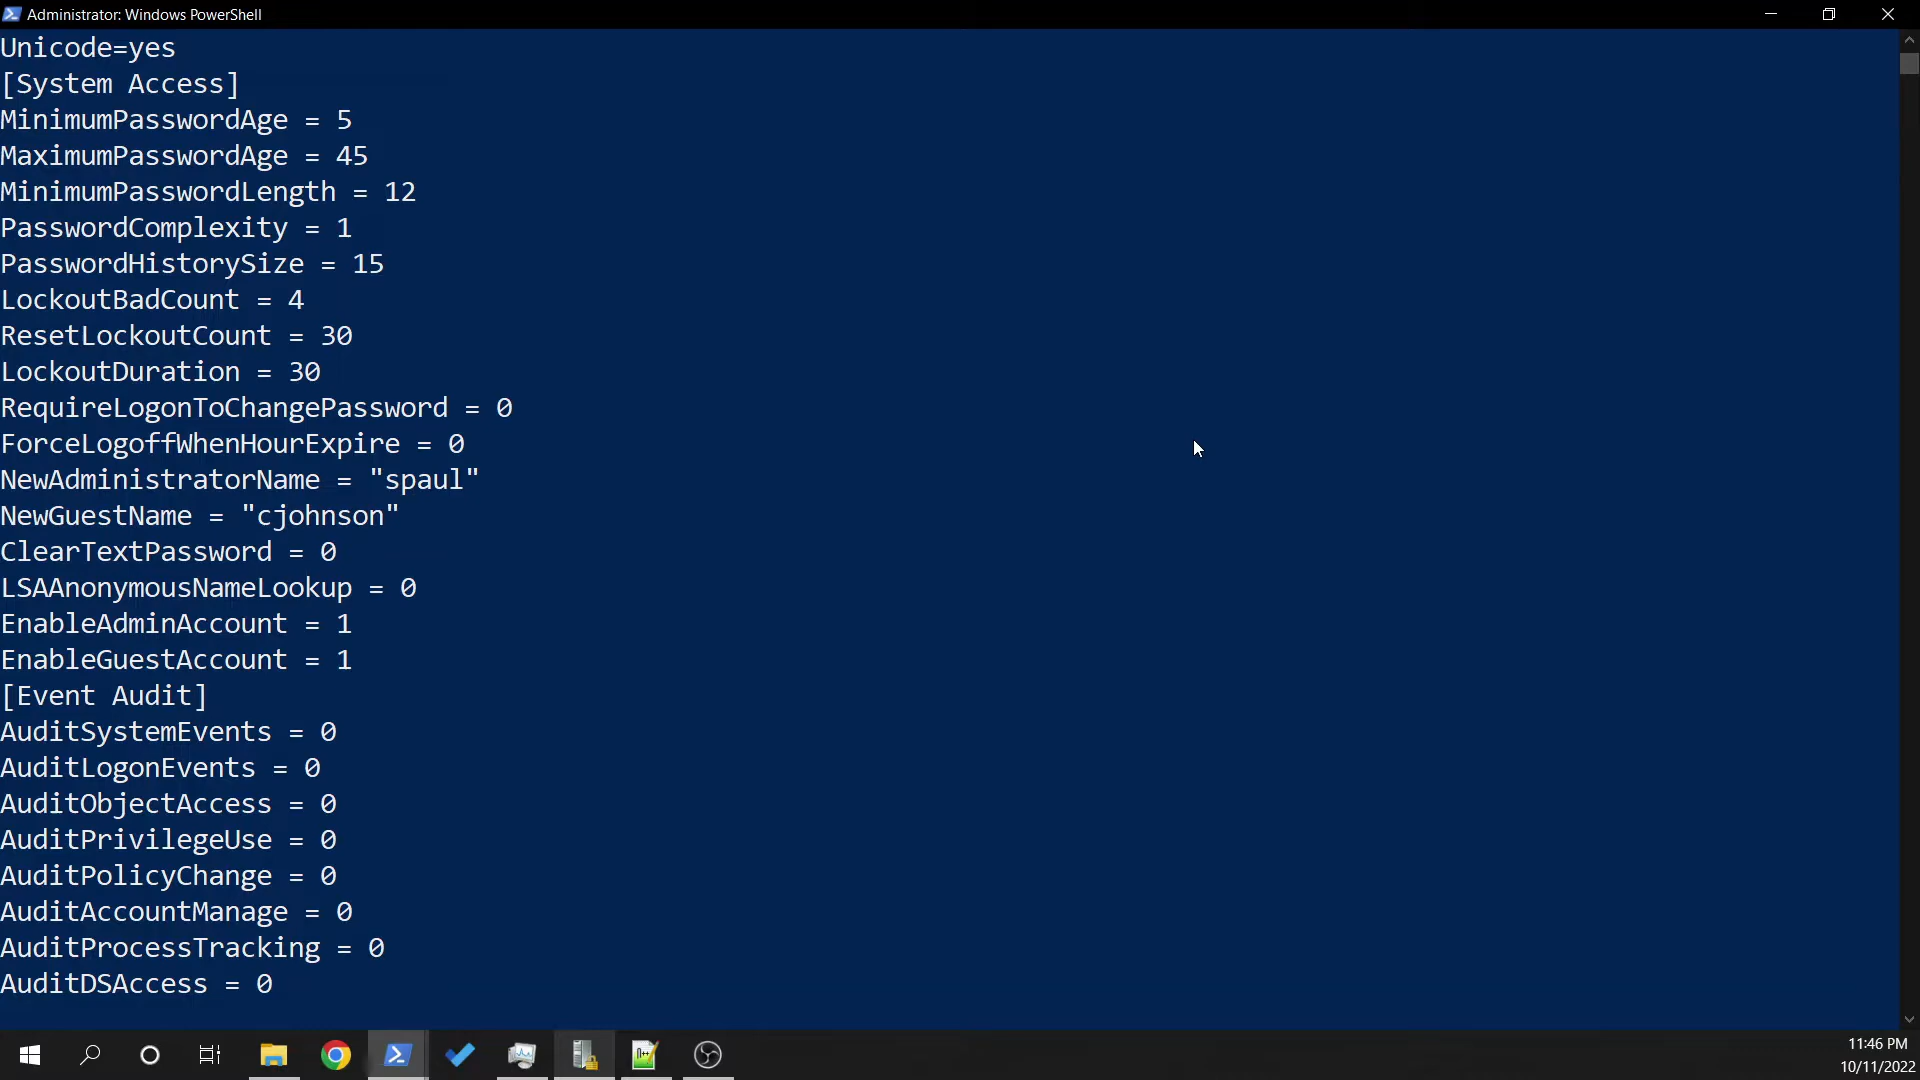 Administrator: Windows PowerShell
Unicode=yes
[System Access]
MinimumPasswordAge = 5
MaximumPasswordAge = 45
MinimumPasswordLength = 12
PasswordComplexity = 1
PasswordHistorySize = 15
LockoutBadCount = 4
ResetLockoutCount = 30
LockoutDuration = 30
RequireLogonToChangePassword = 0
ForceLogoffWhenHourExpire = 0
NewAdministratorName = "spaul"
NewGuestName = "cjohnson"
ClearTextPassword = 0
LSAAnonymousNameLookup = 0
EnableAdminAccount = 1
EnableGuestAccount = 1
[Event Audit]
AuditSystemEvents = 0
AuditLogonEvents = 0
AuditObjectAccess = 0
AuditPrivilegeUse = 0
AuditPolicyChange = 0
AuditAccountManage = 0
AuditProcessTracking = 0
AuditDSAccess = 0
11:46 PM
10/11/2022